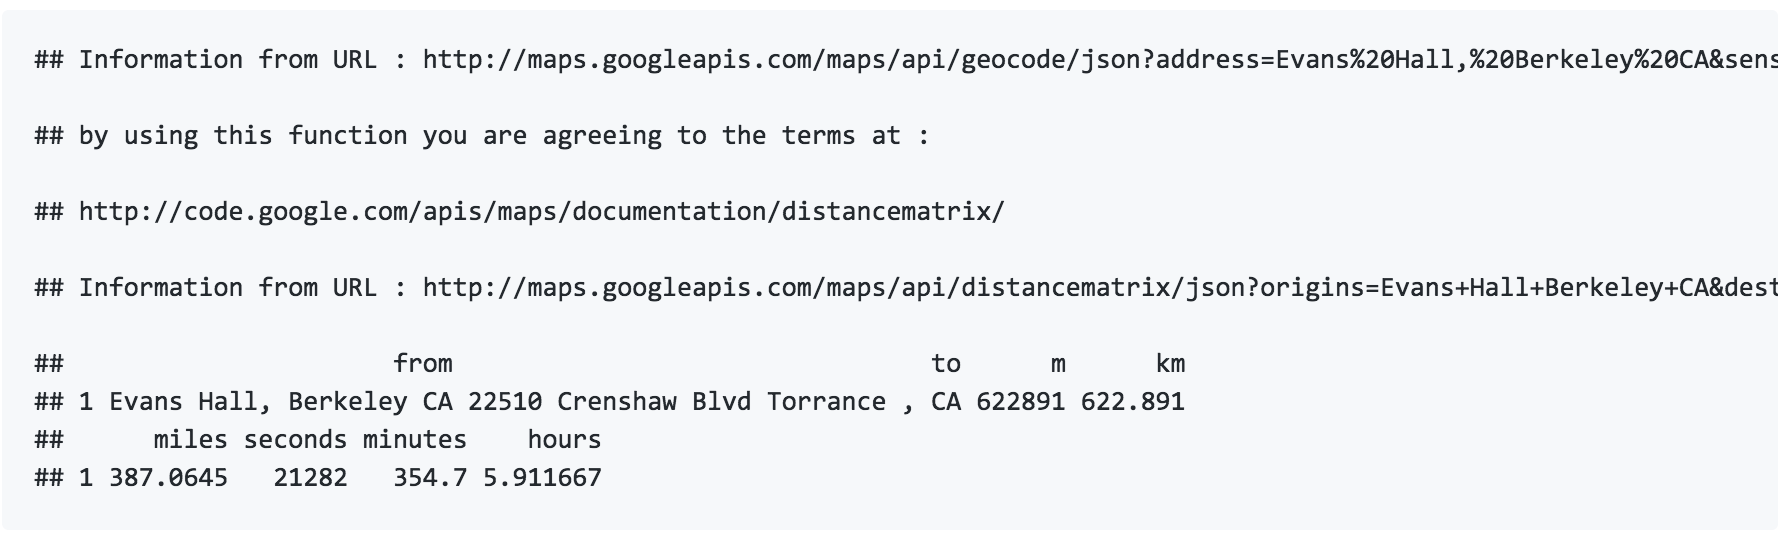 ## Information from URL : http://maps.googleapis.com/maps/api/geocode/json?address=Evans%20Hall,%20Berkeley%20CA&sens
## by using this function you are agreeing to the terms at :
## http://code.google.com/apis/maps/documentation/distancematrix/
## Information from URL : http://maps.googleapis.com/maps/api/distancematrix/json?origins=Evans+Hall+Berkeley+CA&dest
##                      from                                to      m      km
## 1 Evans Hall, Berkeley CA 22510 Crenshaw Blvd Torrance , CA 622891 622.891
##      miles seconds minutes    hours
## 1 387.0645   21282   354.7 5.911667